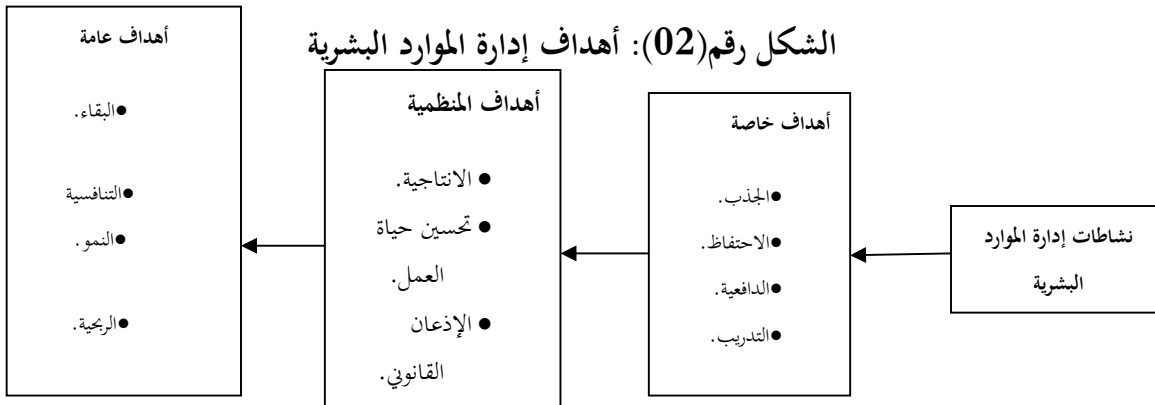 الشكل رقم(02): أهداف إدارة الموارد البشرية
نشاطات إدارة الموارد
البشرية
أهداف خاصة
●الجذب.
●الاحتفاظ.
●الدافعية.
●التدريب.
أهداف المنظمية
● الانتاجية.
● تحسين حياة
العمل.
● الإذعان
القانوني.
أهداف عامة
●البقاء.
●التنافسية
●النمو.
●الربحية.